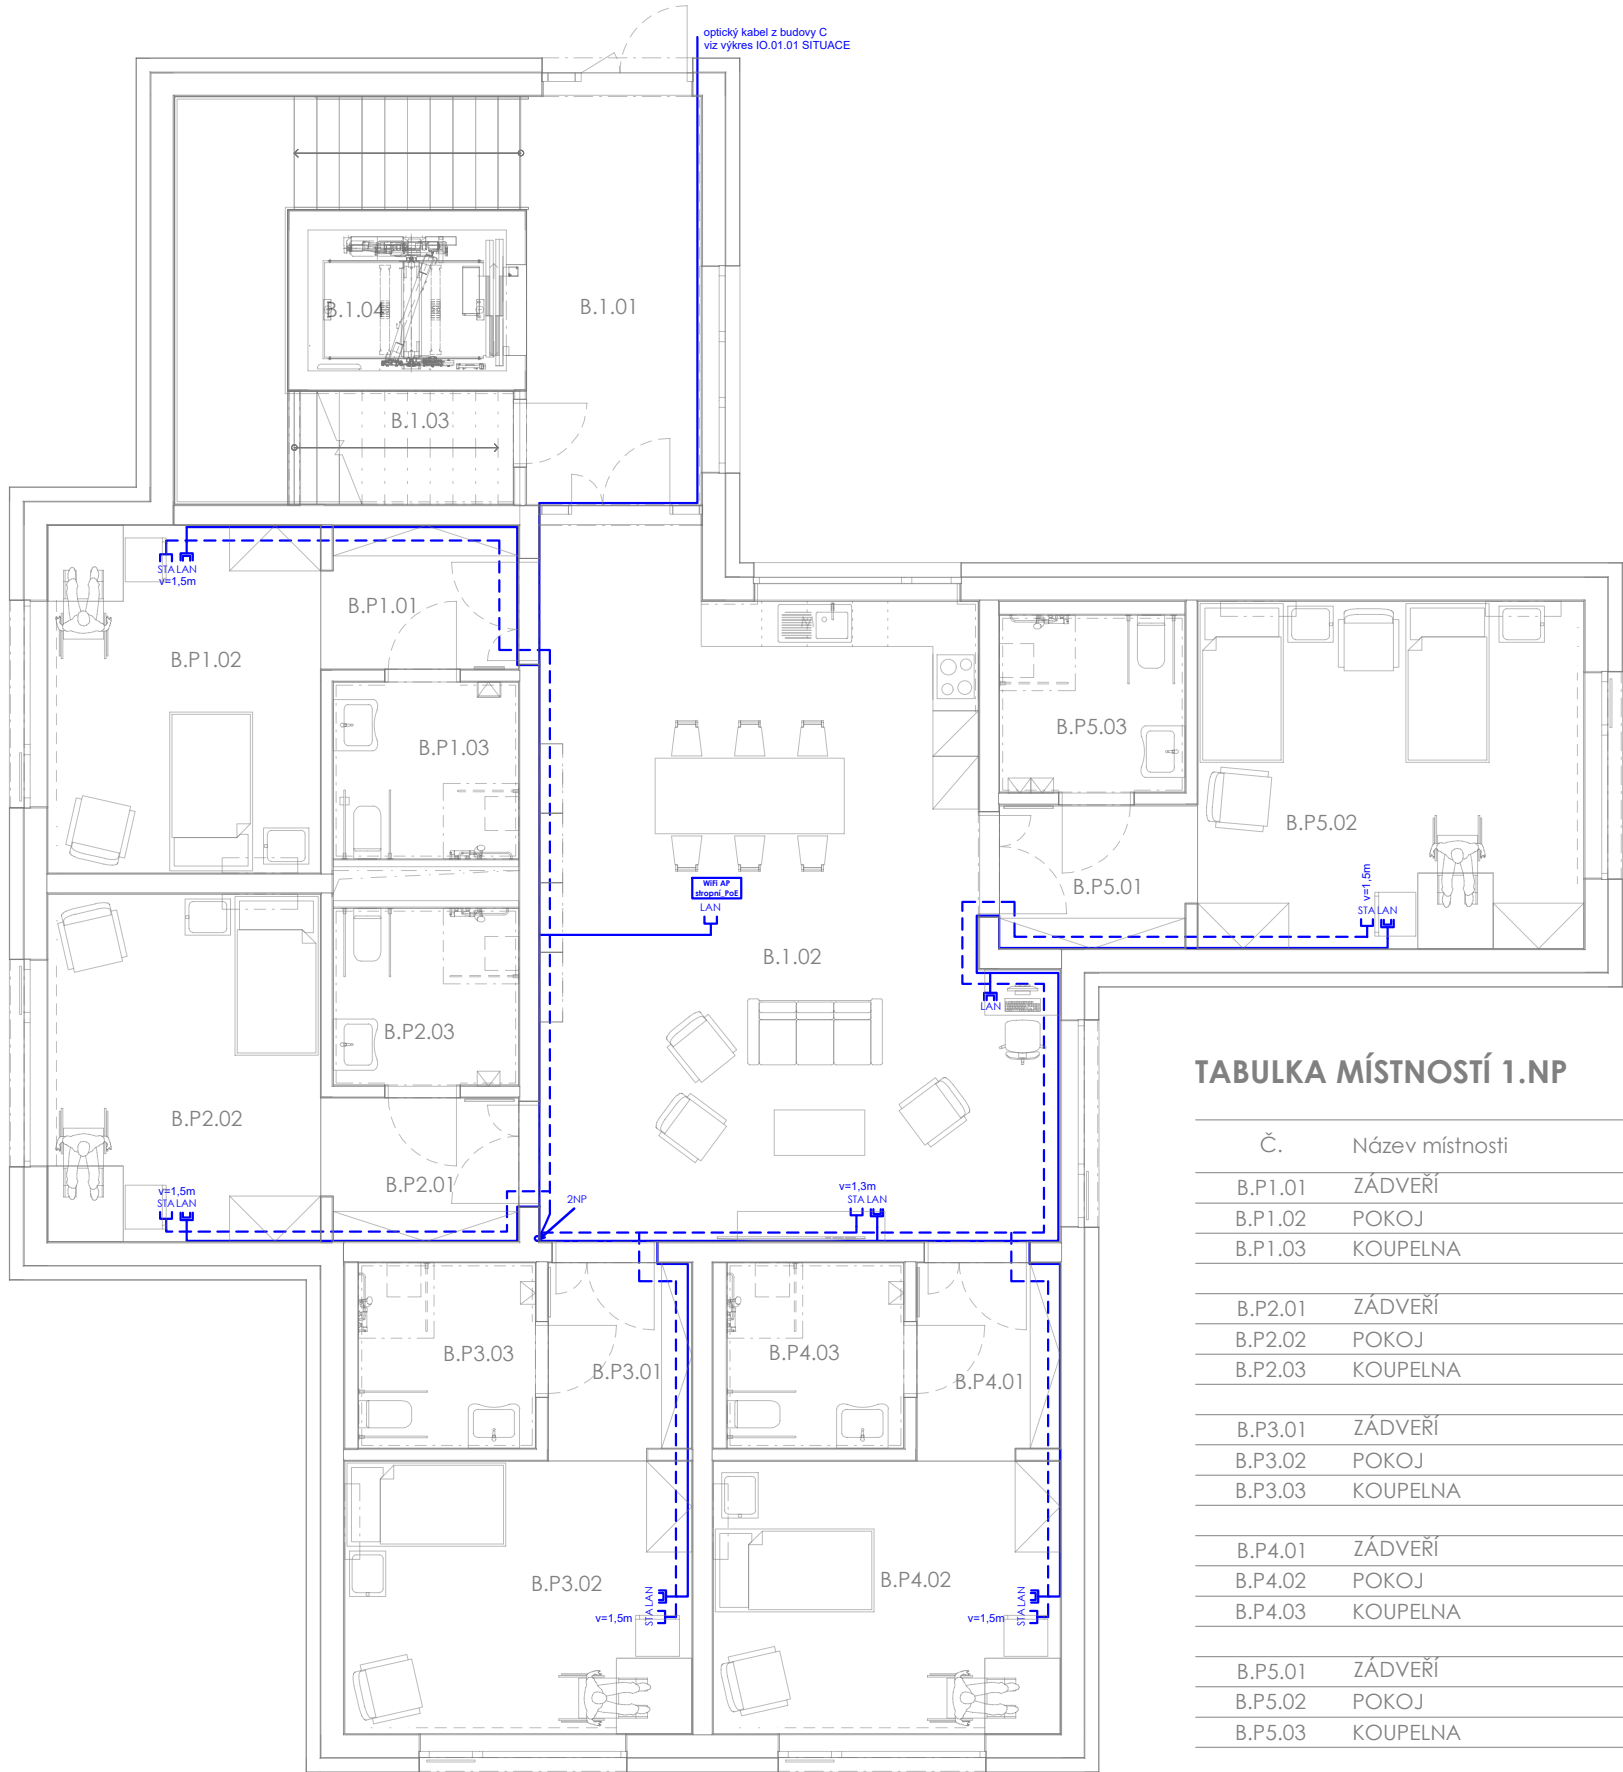 optický kabel z budovy C
viz výkres IO.01.01 SITUACE
B.1.04
B.1.01
B.1.03
STA LAN
v=1,5m
B.P1.01
B.P1.02
B.P1.03
B.P5.03
B.P5.02
B.P5.01
v=1,5m
STA LAN
WiFi AP
stropní_PoE
LAN
B.1.02
LAN
B.P2.03
B.P2.02
B.P2.01
v=1,5m
STA LAN
2NP
v=1,3m
STA LAN
B.P3.03
B.P3.01
B.P4.03
B.P4.01
B.P3.02
STA LAN
v=1,5m
B.P4.02
STA LAN
v=1,5m
TABULKA MÍSTNOSTÍ 1.NP
Č. Název místnosti
B.P1.01 ZÁDVEŘÍ
B.P1.02 POKOJ
B.P1.03 KOUPELNA
B.P2.01 ZÁDVEŘÍ
B.P2.02 POKOJ
B.P2.03 KOUPELNA
B.P3.01 ZÁDVEŘÍ
B.P3.02 POKOJ
B.P3.03 KOUPELNA
B.P4.01 ZÁDVEŘÍ
B.P4.02 POKOJ
B.P4.03 KOUPELNA
B.P5.01 ZÁDVEŘÍ
B.P5.02 POKOJ
B.P5.03 KOUPELNA